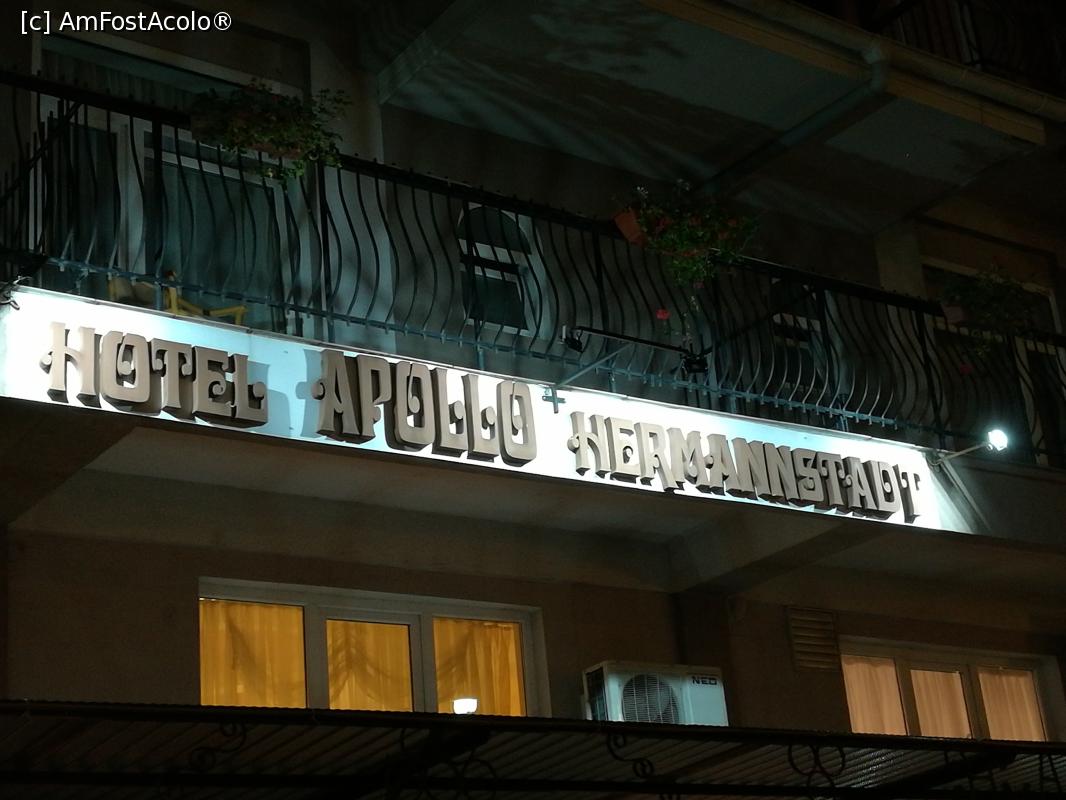 [c] AmFostAcolo®
HOTEL APOLLO HERMANNSTADT
NEO